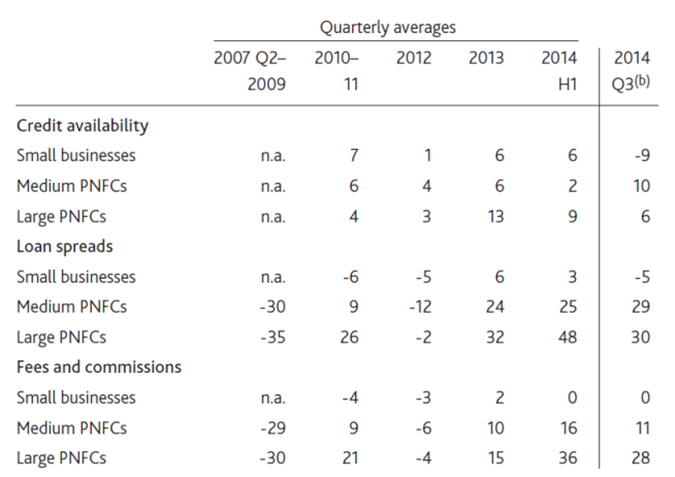 Quarterly averages
2007 Q2– 2010– 2012 2013 2014 2014
2009 11 H1 Q3(b)
Credit availability
Small businesses n.a. 7 1 6 6 -9
Medium PNFCs n.a. 6 4 6 2 10
Large PNFCs n.a. 4 3 13 9 6
Loan spreads
Small businesses n.a. -6 -5 6 3 -5
Medium PNFCs -30 9 -12 24 25 29
Large PNFCs -35 26 -2 32 48 30
Fees and commissions
Small businesses n.a. -4 -3 2 0 0
Medium PNFCs -29 9 -6 10 16 11
Large PNFCs -30 21 -4 15 36 28